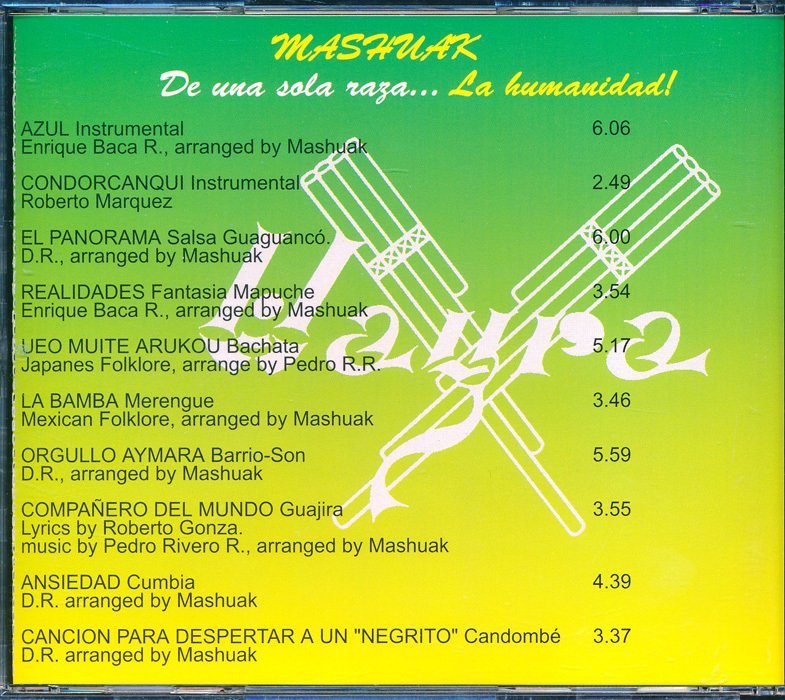 MASHUAK
De una sola raza... La humanidad!
AZUL Instrumental 6.06
Enrique Baca R., arranged by Mashuak
CONDORCANQUI Instrumental 2.49
Roberto Marquez
EL PANORAMA Salsa Guaguancó. 6.00
D.R., arranged by Mashuak
REALIDADES Fantasia Mapuche 3.54
Enrique Baca R., arranged by Mashuak
UEO MUITE ARUKOU Bachata 5.17
Japanes Folklore, arrange by Pedro R.R.
LA BAMBA Merengue 3.46
Mexican Folklore, arranged by Mashuak
ORGULLO AYMARA Barrio-Son 5.59
D.R., arranged by Mashuak
COMPAÑERO DEL MUNDO Guajira 3.55
Lyrics by Roberto Gonza.
music by Pedro Rivero R., arranged by Mashuak
ANSIEDAD Cumbia 4.39
D.R. arranged by Mashuak
CANCION PARA DESPERTAR A UN "NEGRITO" Candombé 3.37
D.R. arranged by Mashuak
Llayra